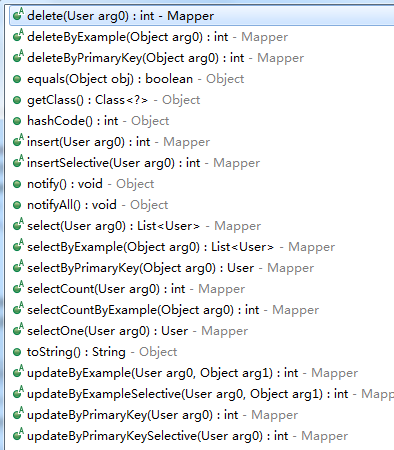 delete(User arg0) : int - Mapper
deleteByExample(Object arg0) : int - Mapper
deleteByPrimaryKey(Object arg0) : int - Mapper
equals(Object obj) : boolean - Object
getClass() : Class<?> - Object
hashCode() : int - Object
insert(User arg0) : int - Mapper
insertSelective(User arg0) : int - Mapper
notify() : void - Object
notifyAll() : void - Object
select(User arg0) : List<User> - Mapper
selectByExample(Object arg0) : List<User> - Mapper
selectByPrimaryKey(Object arg0) : User - Mapper
selectCount(User arg0) : int - Mapper
selectCountByExample(Object arg0) : int - Mapper
selectOne(User arg0) : User - Mapper
toString() : String - Object
updateByExample(User arg0, Object arg1) : int - Mapper
updateByExampleSelective(User arg0, Object arg1) : int - Mapp
updateByPrimaryKey(User arg0) : int - Mapper
updateByPrimaryKeySelective(User arg0) : int - Mapper